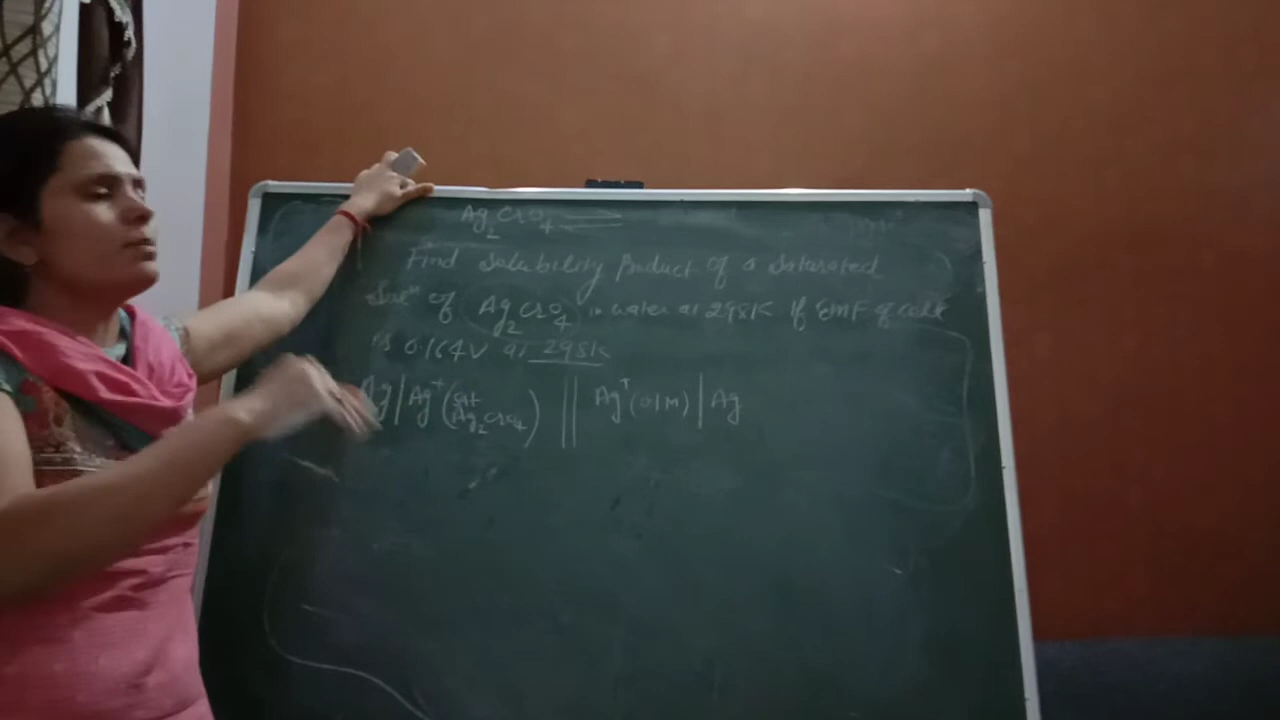 Ag2CrO4 ⇌
Find Solubility Product of a Saturated
Solⁿ of Ag2CrO4 in water at 298K If EMF of cell
is 0.164V at 298K
Ag | Ag⁺ (sat Ag2CrO4) || Ag⁺ (0.1M) | Ag